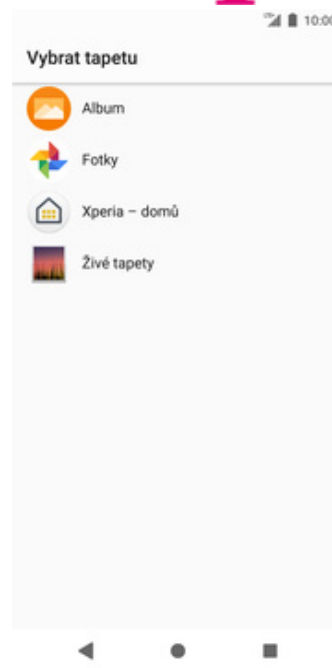 10:00
Vybrat tapetu
Album
Fotky
Xperia – domů
Živé tapety